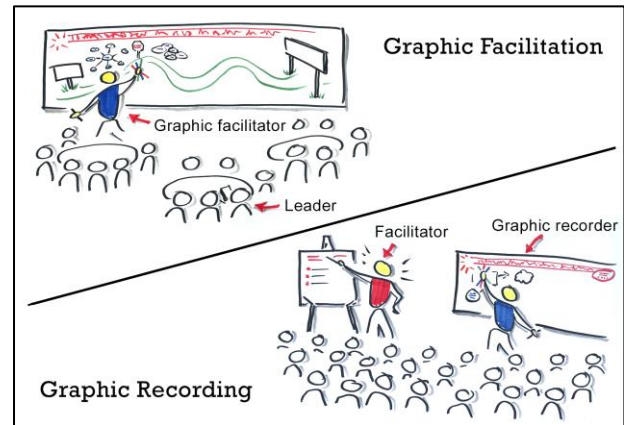 Graphic Facilitation
Graphic facilitator
Leader
Facilitator
Graphic recorder
Graphic Recording